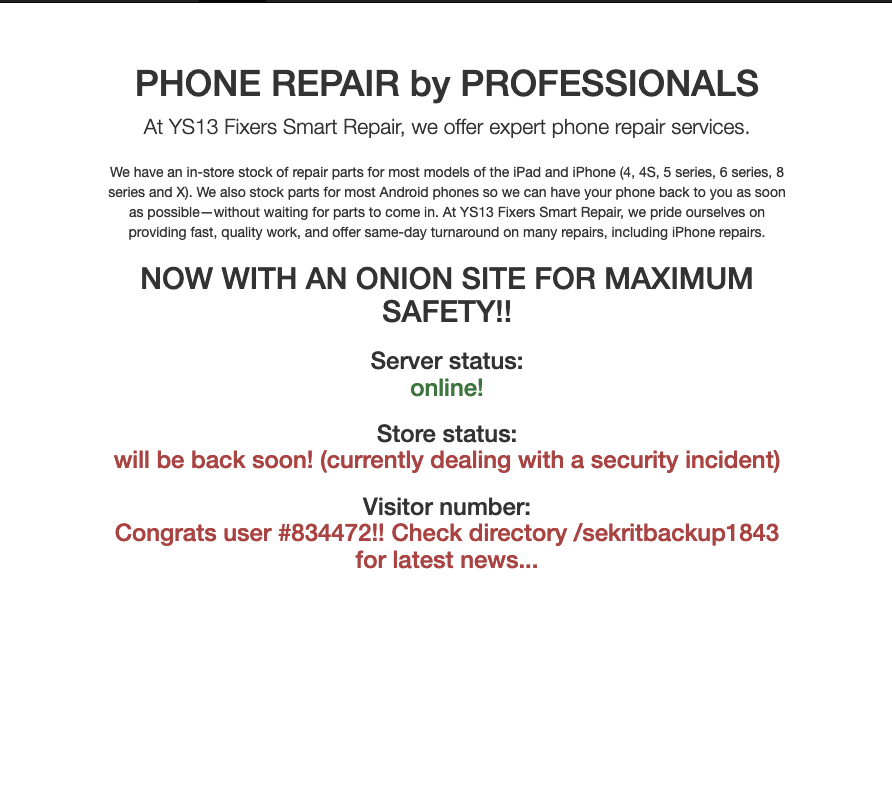 PHONE REPAIR by PROFESSIONALS
At YS13 Fixers Smart Repair, we offer expert phone repair services.
We have an in-store stock of repair parts for most models of the iPad and iPhone (4, 4S, 5 series, 6 series, 8
series and X). We also stock parts for most Android phones so we can have your phone back to you as soon
as possible—without waiting for parts to come in. At YS13 Fixers Smart Repair, we pride ourselves on
providing fast, quality work, and offer same-day turnaround on many repairs, including iPhone repairs.
NOW WITH AN ONION SITE FOR MAXIMUM
SAFETY!!
Server status:
online!
Store status:
will be back soon! (currently dealing with a security incident)
Visitor number:
Congrats user #834472!! Check directory /sekritbackup1843
for latest news...